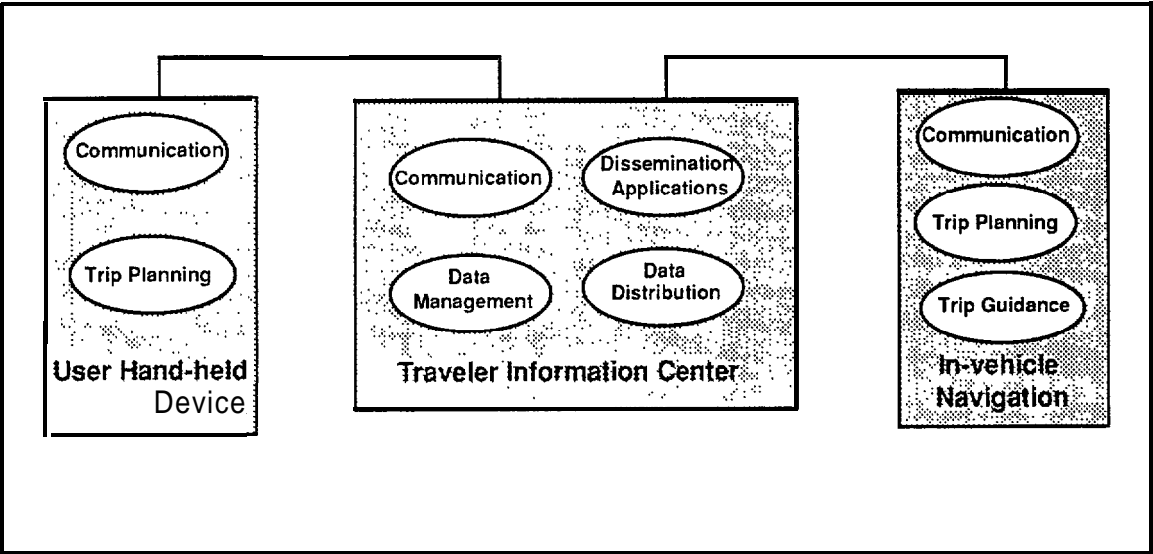 Communication
Trip Planning
User Hand-held
Device
Communication
Dissemination
Applications
Data
Management
Data
Distribution
Traveler Information Center
Communication
Trip Planning
Trip Guidance
In-vehicle
Navigation